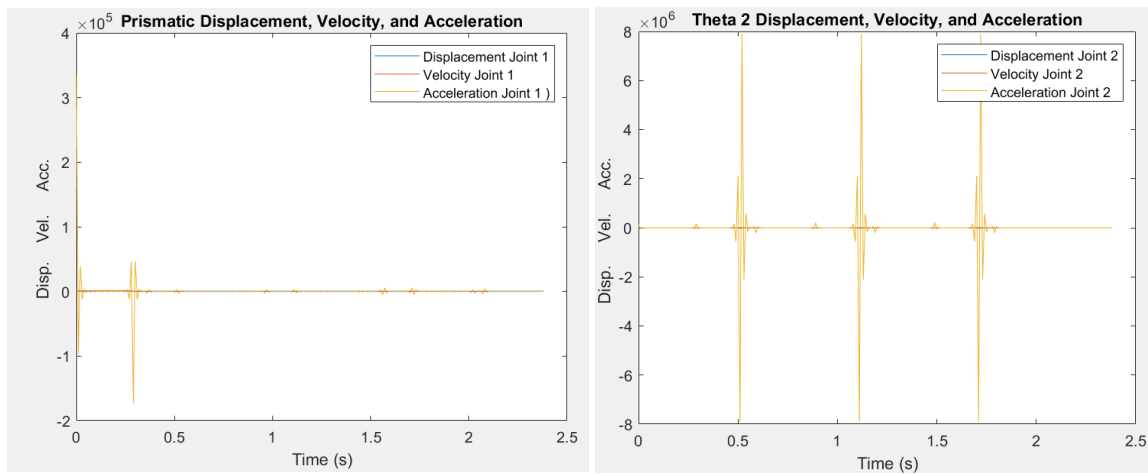 Prismatic Displacement, Velocity, and Acceleration
×10^5
4
3
2
1
0
-1
-2
Disp. Vel. Acc.
Displacement Joint 1
Velocity Joint 1
Acceleration Joint 1 )
0 0.5 1 1.5 2 2.5
Time (s)
Theta 2 Displacement, Velocity, and Acceleration
×10^6
8
6
4
2
0
-2
-4
-6
-8
Disp. Vel. Acc.
Displacement Joint 2
Velocity Joint 2
Acceleration Joint 2
0 0.5 1 1.5 2 2.5
Time (s)